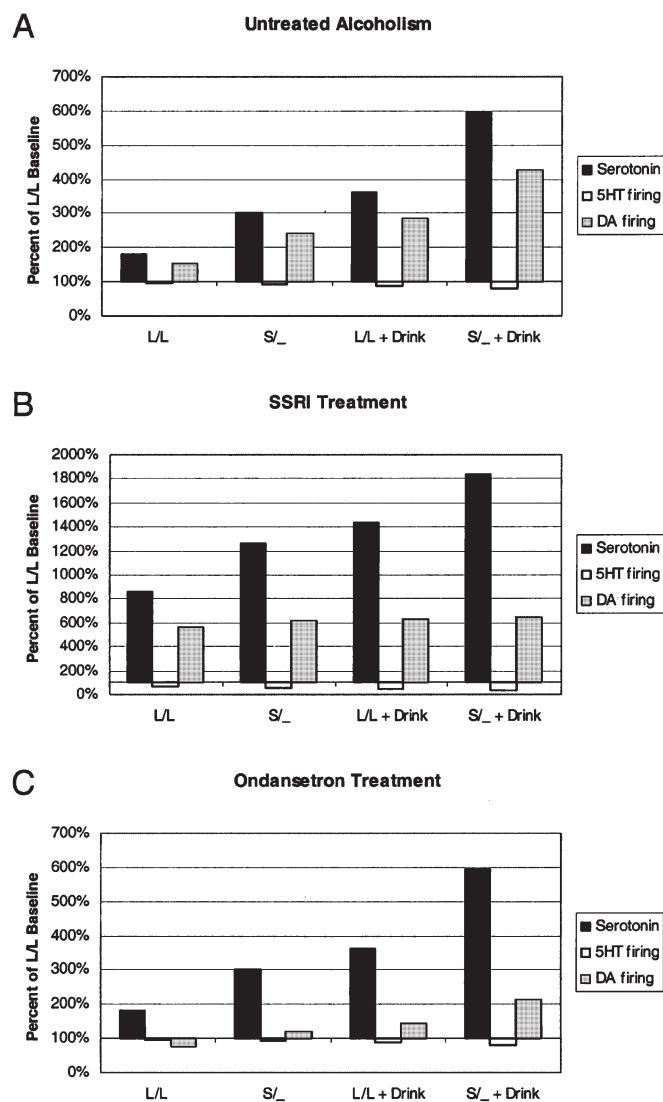 A
Untreated Alcoholism
Percent of L/L Baseline
700%
600%
500%
400%
300%
200%
100%
0%
L/L S/_ L/L + Drink S/_ + Drink
Serotonin
5HT firing
DA firing
B
SSRI Treatment
Percent of L/L Baseline
2000%
1800%
1600%
1400%
1200%
1000%
800%
600%
400%
200%
0%
L/L S/_ L/L + Drink S/_ + Drink
Serotonin
5HT firing
DA firing
C
Ondansetron Treatment
Percent of L/L Baseline
700%
600%
500%
400%
300%
200%
100%
0%
L/L S/_ L/L + Drink S/_ + Drink
Serotonin
5HT firing
DA firing